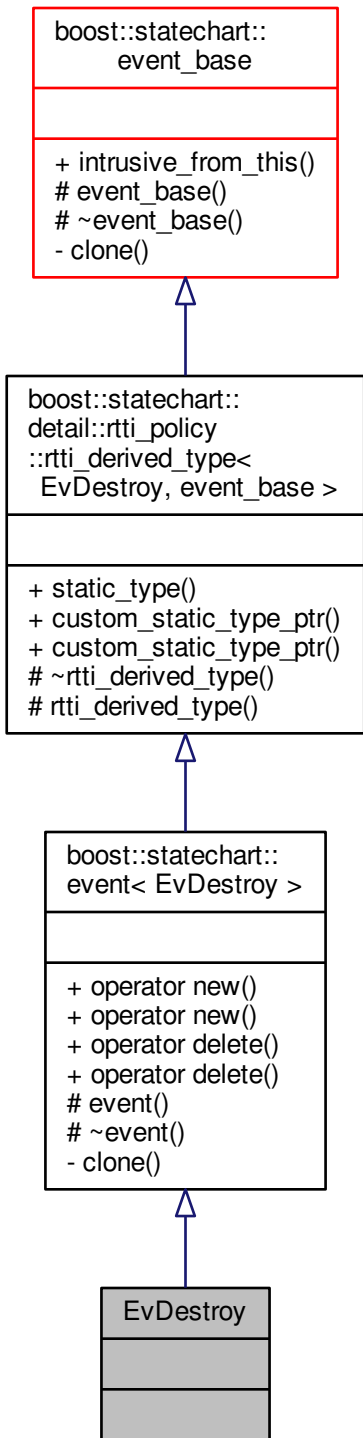 boost::statechart::
event_base
+ intrusive_from_this()
# event_base()
# ~event_base()
- clone()
boost::statechart::
detail::rtti_policy
::rtti_derived_type<
EvDestroy, event_base >
+ static_type()
+ custom_static_type_ptr()
+ custom_static_type_ptr()
# ~rtti_derived_type()
# rtti_derived_type()
boost::statechart::
event< EvDestroy >
+ operator new()
+ operator new()
+ operator delete()
+ operator delete()
# event()
# ~event()
- clone()
EvDestroy